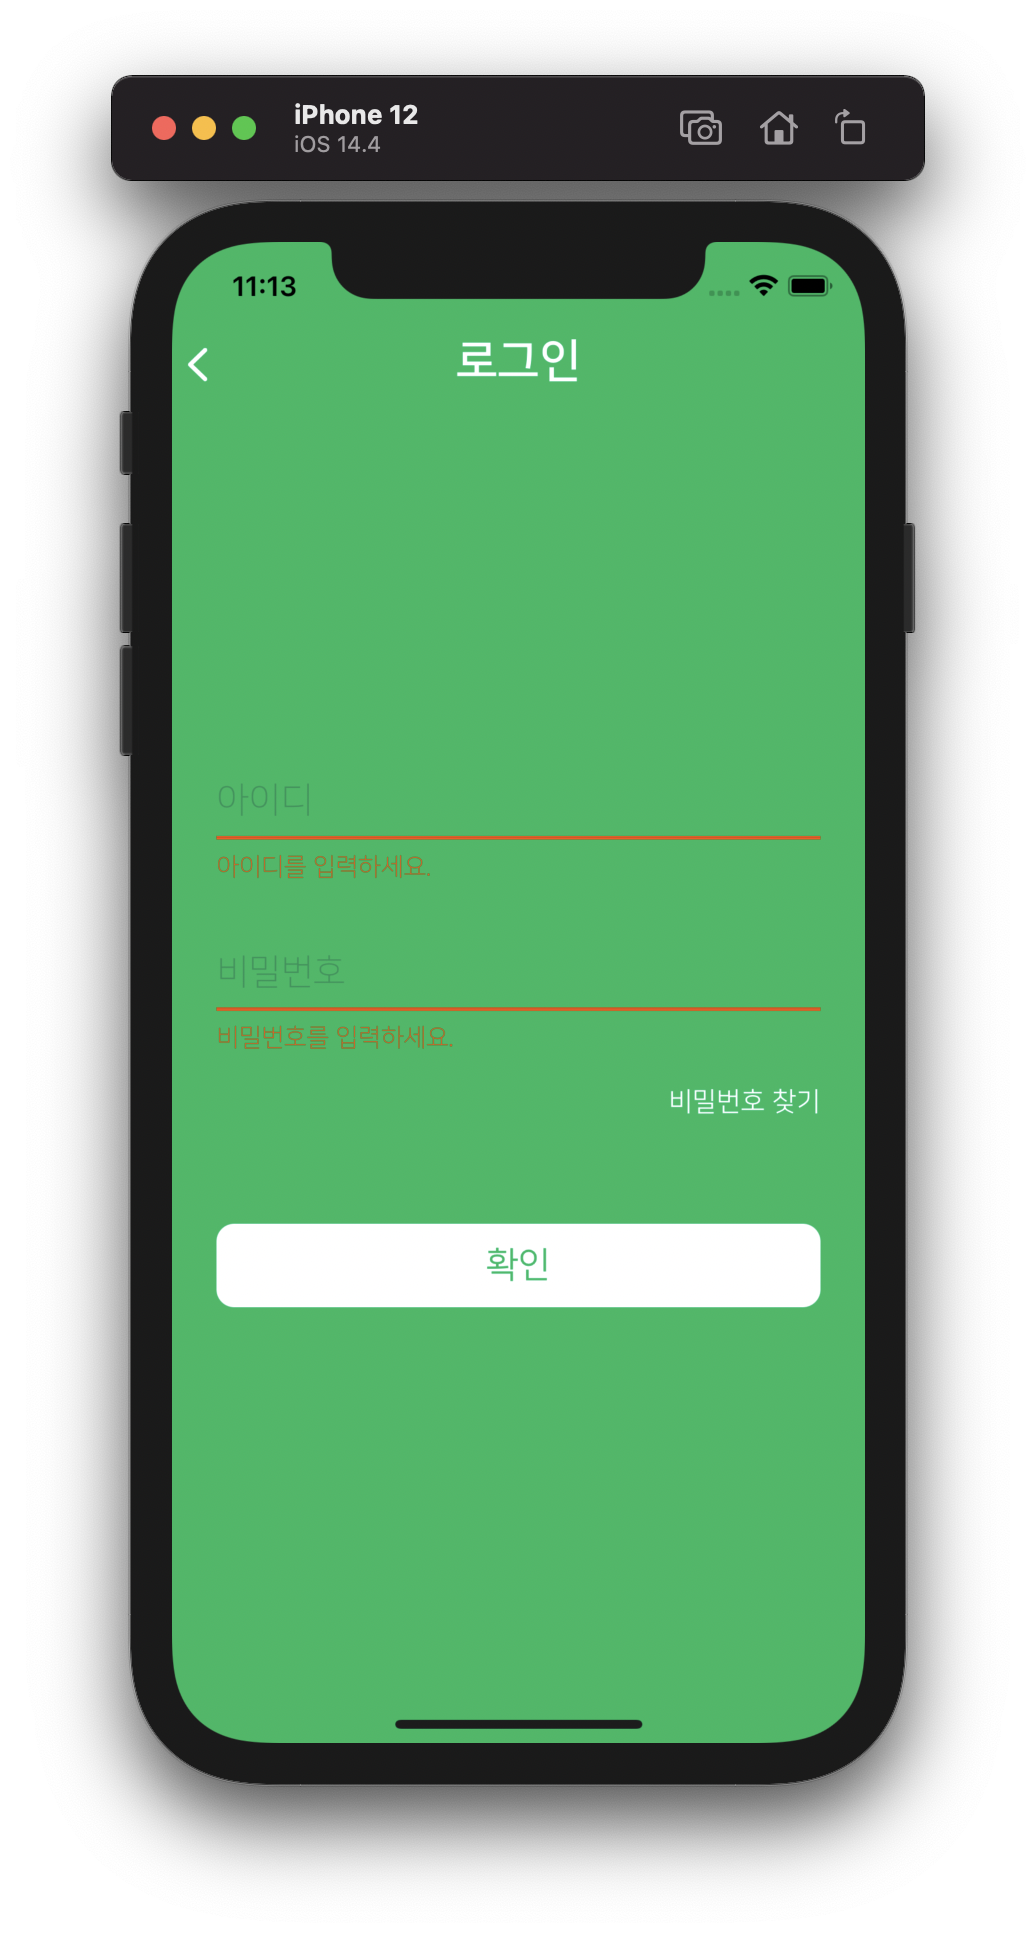 iPhone 12
iOS 14.4
11:13
로그인
아이디
아이디를 입력하세요.
비밀번호
비밀번호를 입력하세요.
비밀번호 찾기
확인